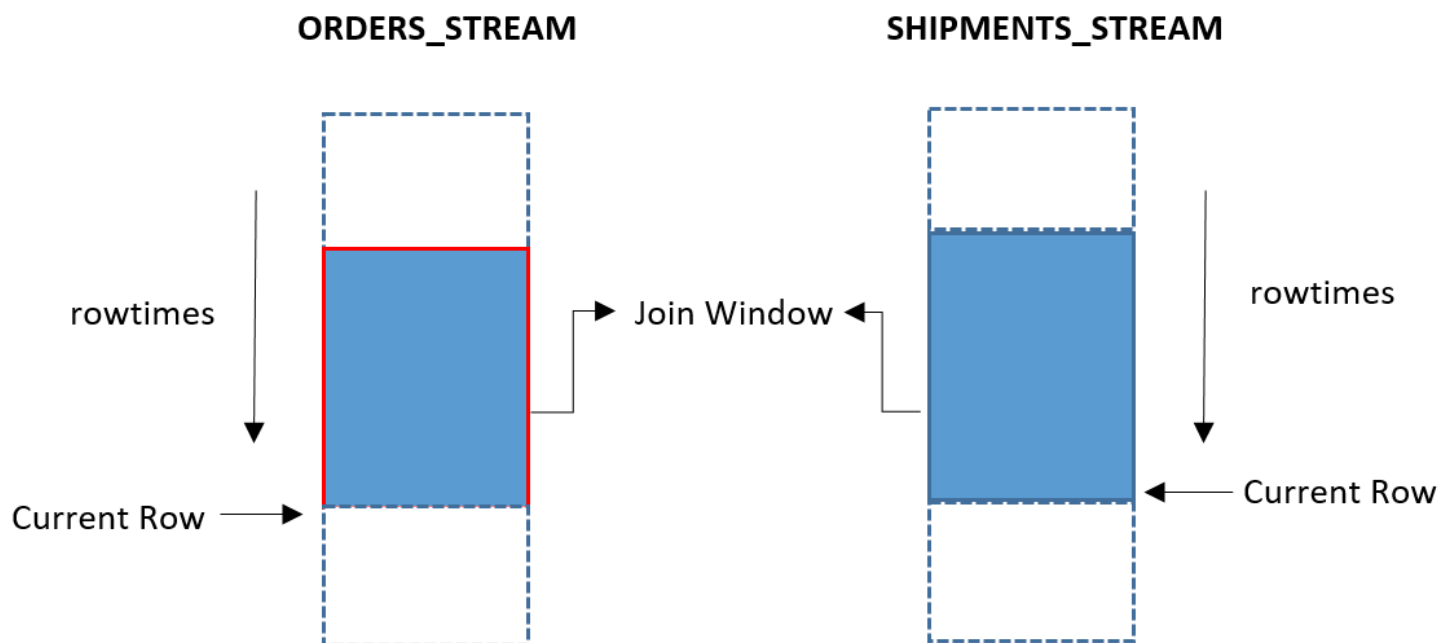 ORDERS_STREAM
SHIPMENTS_STREAM
rowtimes
Join Window
rowtimes
Current Row
Current Row